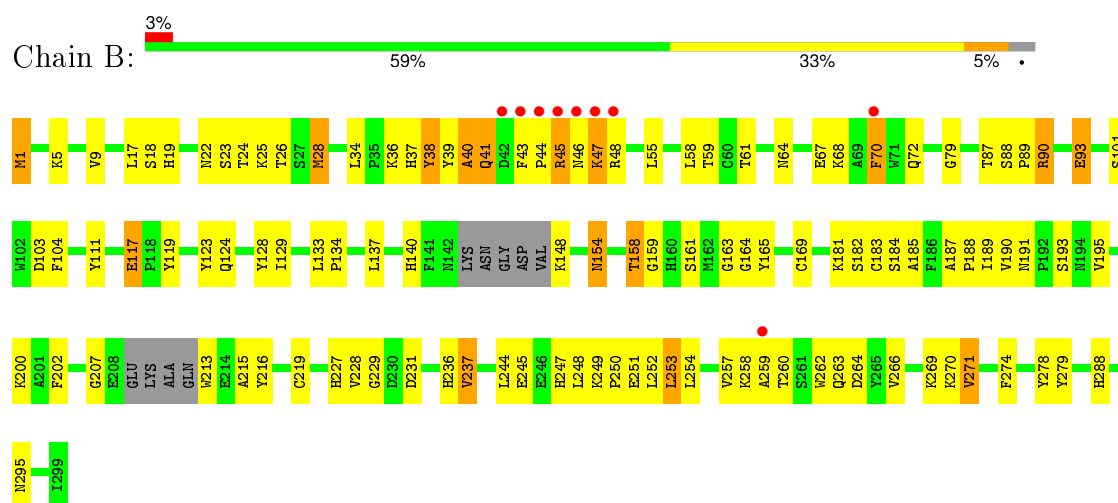 3%
Chain B:
59% 33% 5% •
M1 K5 V9 L17 S18 H19 N22 S23 T24 K25 T26 S27 M28 L34 P35 K36 H37 Y38 Y39 A40 Q41 D42 F43 P44 R45 N46 K47 R48 L55 L58 T59 C60 T61 N64 E67 K68 A69 F70 W71 Q72 G79 T87 S88 P89 R90 E93 S101
W102 D103 F104 Y111 E117 P118 Y119 Y123 Q124 Y128 I129 L133 P134 L137 H140 F141 N142 LYS ASN GLY ASP VAL K148 N154 T158 G159 H160 S161 M162 G163 G164 Y165 C169 K181 S182 C183 S184 A185 F186 A187 P188 I189 V190 N191 P192 S193 N194 V195
K200 A201 F202 G207 E208 GLU LYS ALA GLN W213 E214 A215 Y216 C219 H227 V228 G229 D230 D231 H236 V237 L244 E245 E246 H247 L248 K249 P250 E251 L252 L253 L254 V257 K258 A259 T260 S261 W262 Q263 D264 Y265 V266 K269 K270 V271 F274 Y278 Y279 H288
N295 I299